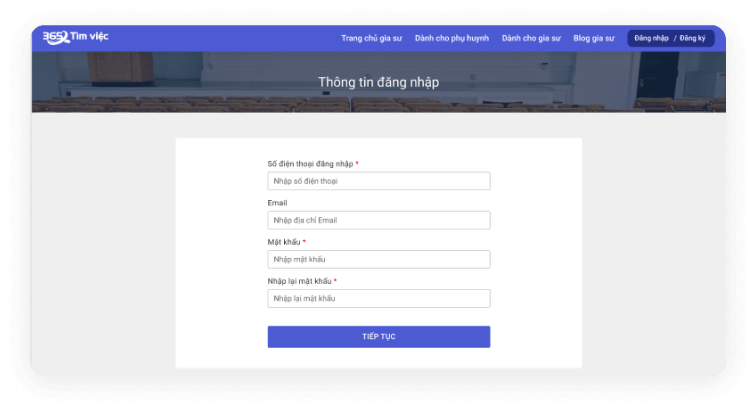 365 Tìm việc
Trang chủ gia sư Dành cho phụ huynh Dành cho gia sư Blog gia sư Đăng nhập / Đăng ký
Thông tin đăng nhập
Số điện thoại đăng nhập *
Nhập số điện thoại
Email
Nhập địa chỉ Email
Mật khẩu *
Nhập mật khẩu
Nhập lại mật khẩu *
Nhập lại mật khẩu
TIẾP TỤC